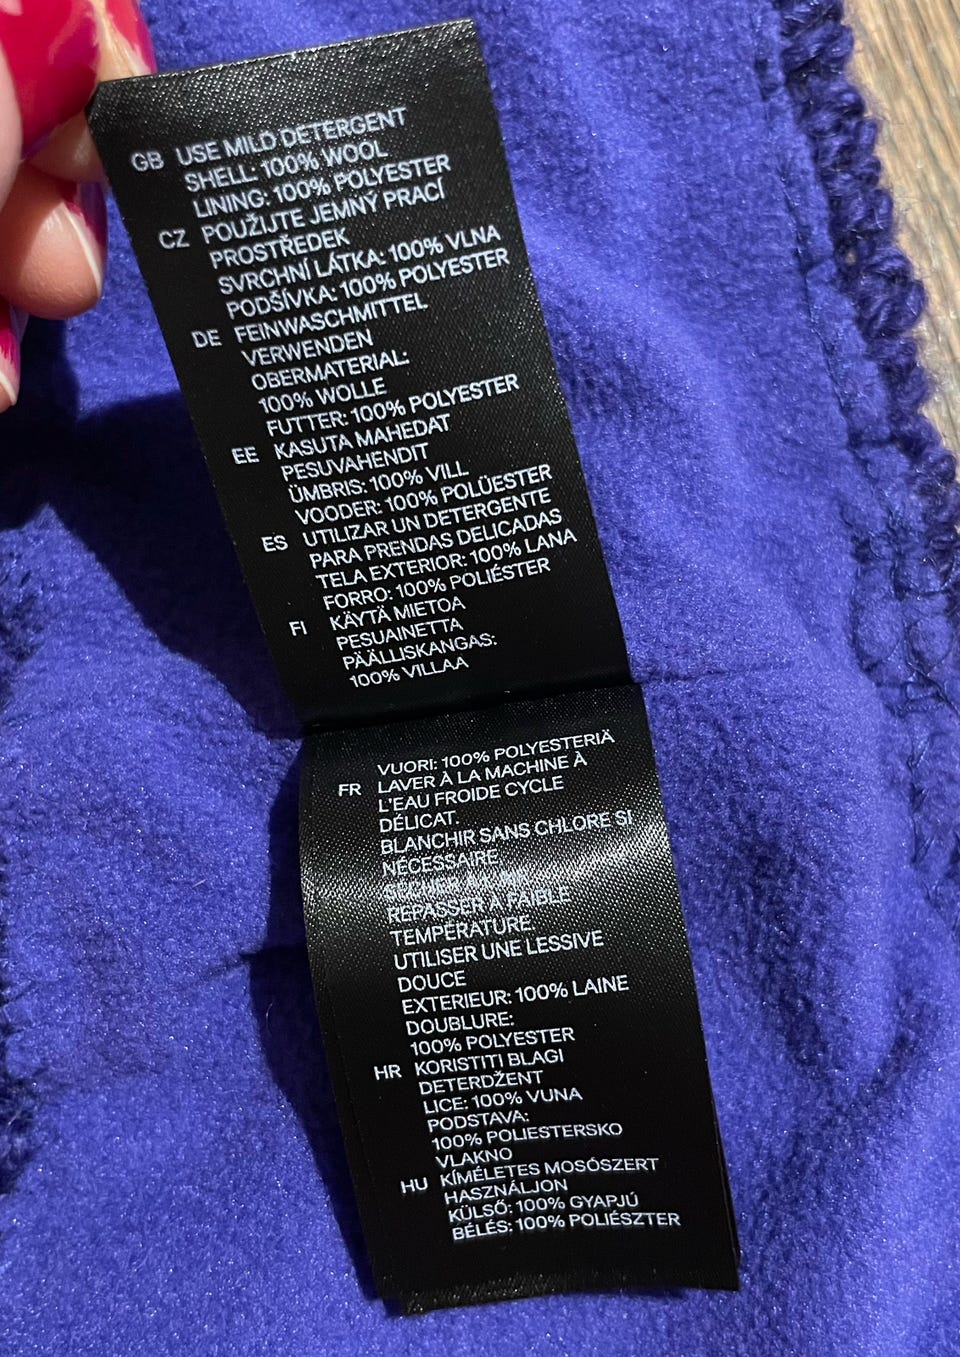 GB USE MILD DETERGENT
SHELL: 100% WOOL
LINING: 100% POLYESTER
CZ POUŽIJTE JEMNÝ PRACÍ
PROSTŘEDEK
SVRCHNÍ LÁTKA: 100% VLNA
PODŠÍVKA: 100% POLYESTER
DE FEINWASCHMITTEL
VERWENDEN
OBERMATERIAL:
100% WOLLE
FUTTER: 100% POLYESTER
EE KASUTA MAHEDAT
PESUVAHENDIT
ÜMBRIS: 100% VILL
VOODER: 100% POLÜESTER
ES UTILIZAR UN DETERGENTE
PARA PRENDAS DELICADAS
TELA EXTERIOR: 100% LANA
FORRO: 100% POLIÉSTER
FI KÄYTÄ MIETOA
PESUAINETTA
PÄÄLLISKANGAS:
100% VILLAA
VUORI: 100% POLYESTERIÄ
FR LAVER À LA MACHINE À
L'EAU FROIDE CYCLE
DÉLICAT.
BLANCHIR SANS CHLORE SI
NÉCESSAIRE
SÉCHER À
REPASSER À FAIBLE
TEMPÉRATURE.
UTILISER UNE LESSIVE
DOUCE
EXTERIEUR: 100% LAINE
DOUBLURE:
100% POLYESTER
HR KORISTITI BLAGI
DETERDŽENT
LICE: 100% VUNA
PODSTAVA:
100% POLIESTERSKO
VLAKNO
HU KÍMÉLETES MOSÓSZERT
HASZNÁLJON
KÜLSŐ: 100% GYAPJÚ
BÉLÉS: 100% POLIÉSZTER